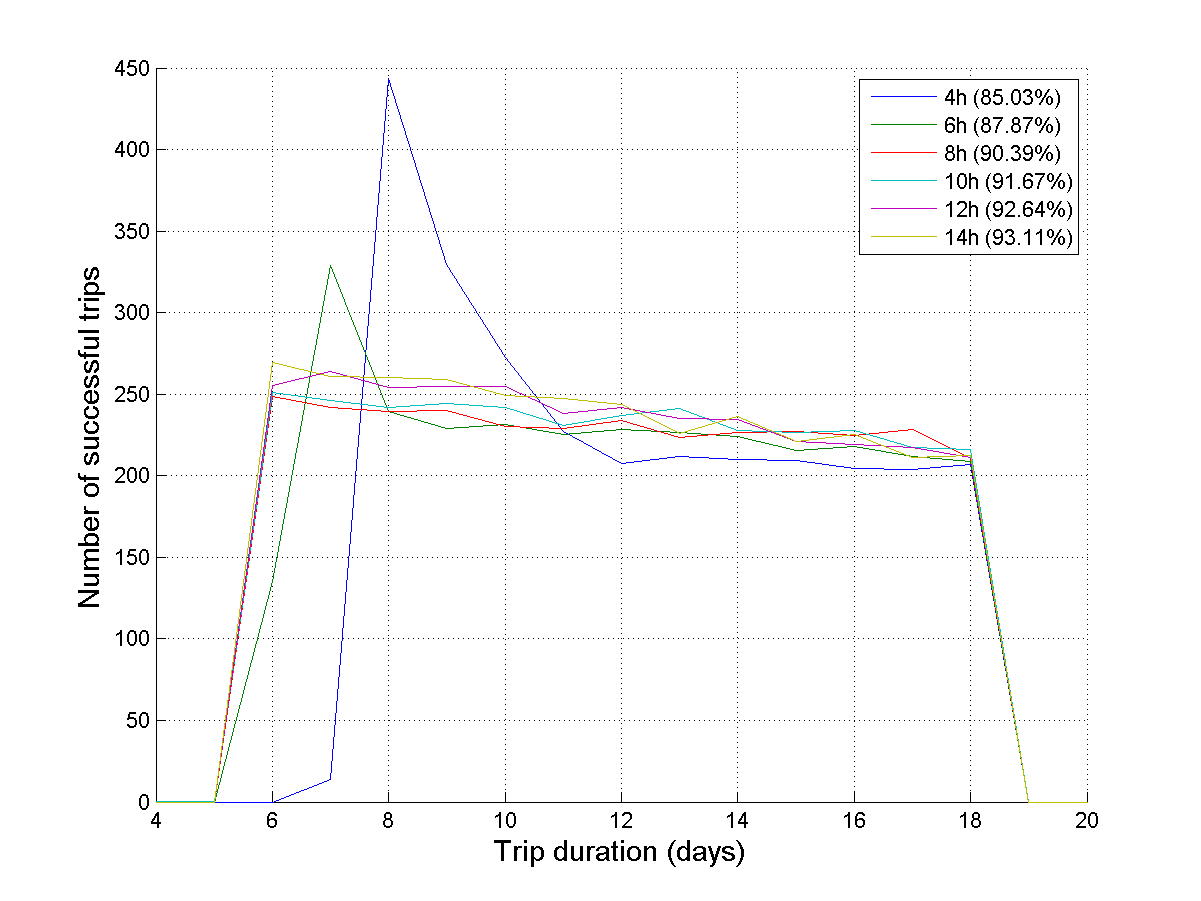 450
400
350
300
250
200
150
100
50
0
Number of successful trips
4h (85.03%)
6h (87.87%)
8h (90.39%)
10h (91.67%)
12h (92.64%)
14h (93.11%)
4 6 8 10 12 14 16 18 20
Trip duration (days)